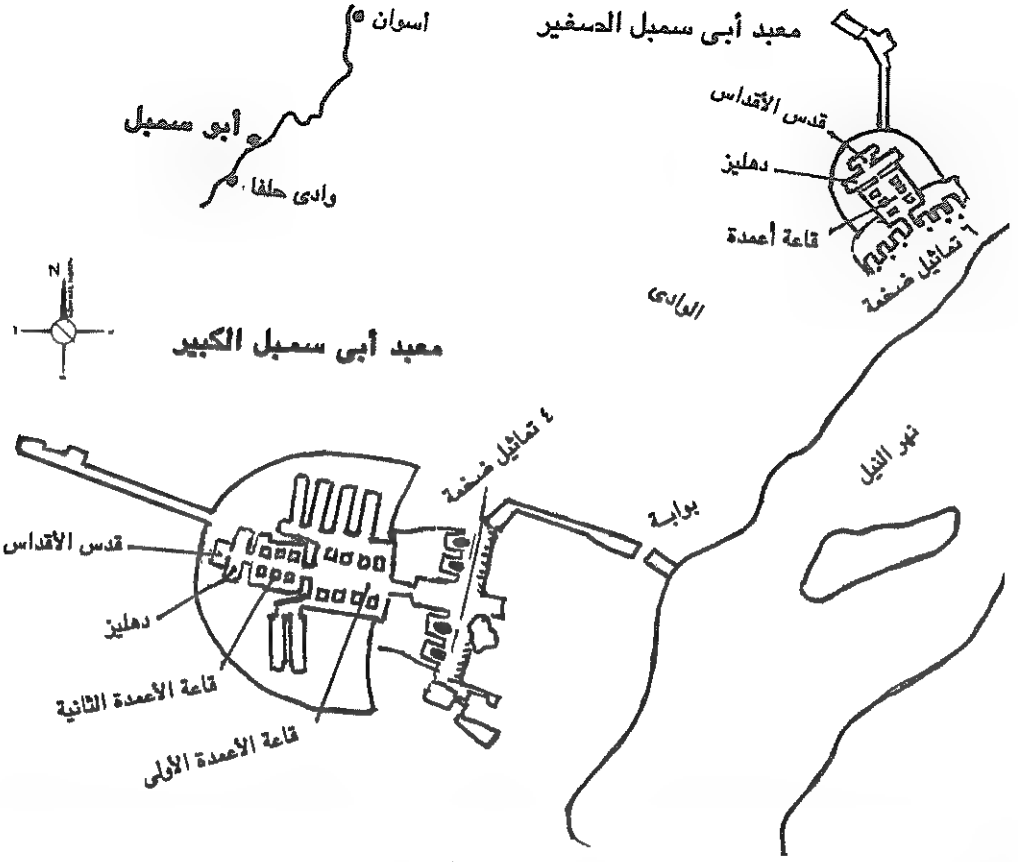 أسوان
أبو سمبل
وادى حلفا
معبد أبى سمبل الصغير
قدس الأقداس
دهليز
قاعة أعمدة
٦ تماثيل ضخمة
الوادى
N
معبد أبى سمبل الكبير
٤ تماثيل ضخمة
نهر النيل
بوابة
قدس الأقداس
دهليز
قاعة الأعمدة الثانية
قاعة الأعمدة الأولى